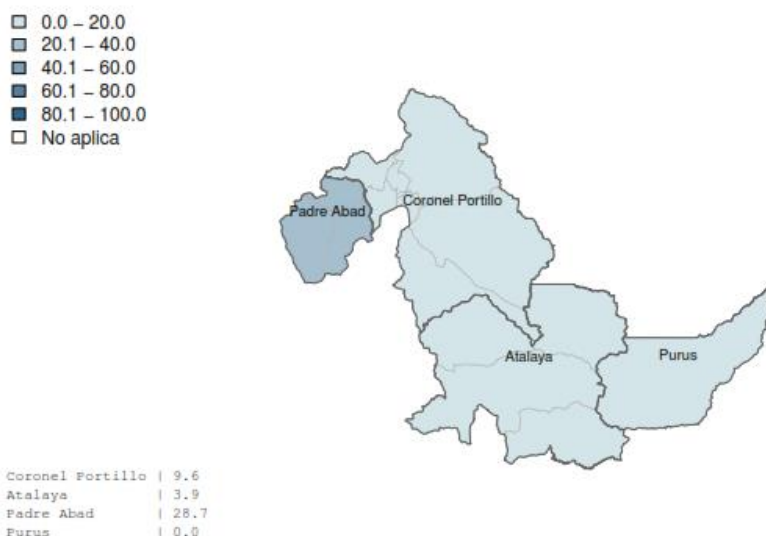 0.0 – 20.0
20.1 – 40.0
40.1 – 60.0
60.1 – 80.0
80.1 – 100.0
No aplica
Padre Abad
Coronel Portillo
Atalaya
Purus
Coronel Portillo | 9.6
Atalaya | 3.9
Padre Abad | 28.7
Purus | 0.0